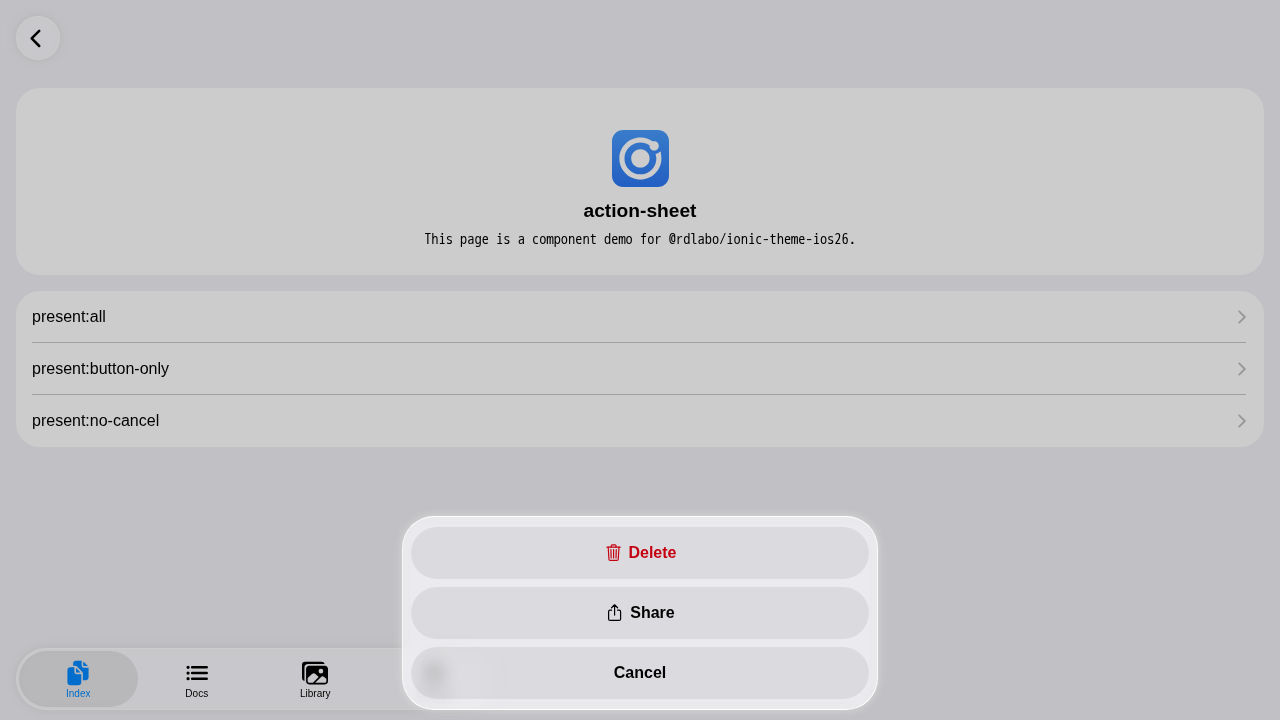 action-sheet
This page is a component demo for @rdlabo/ionic-theme-ios26.
present:all
present:button-only
present:no-cancel
Delete
Share
Cancel
Index
Docs
Library